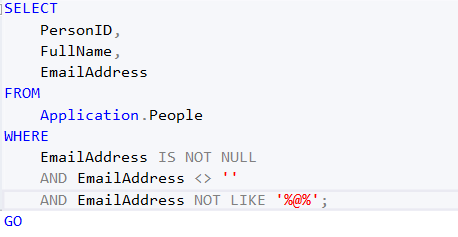 SELECT
PersonID,
FullName,
EmailAddress
FROM
Application.People
WHERE
EmailAddress IS NOT NULL
AND EmailAddress <> ''
AND EmailAddress NOT LIKE '%@%';
GO